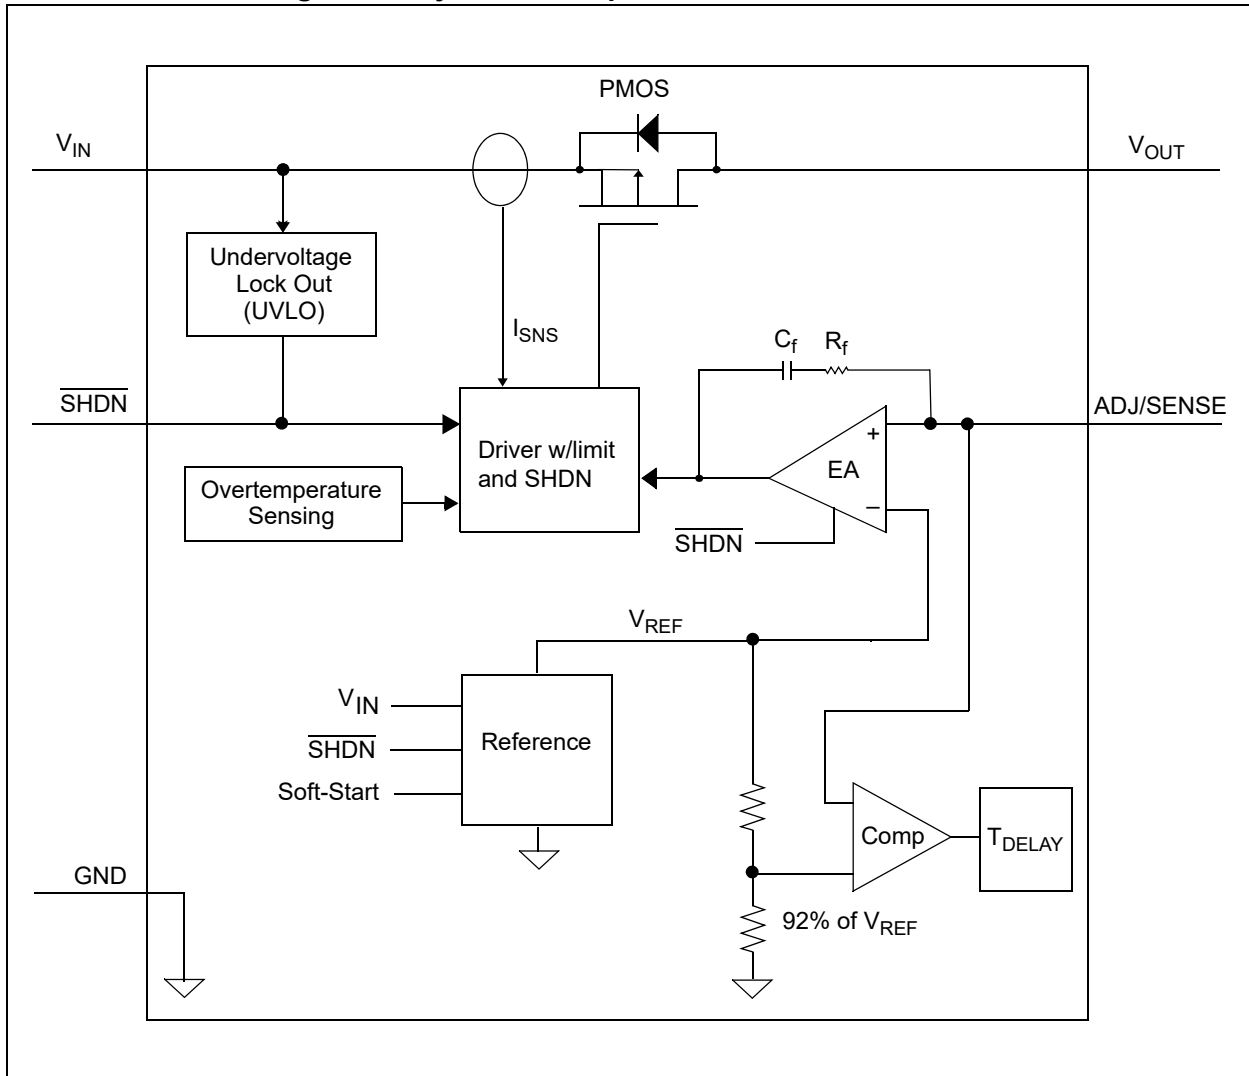 PMOS
V_IN
V_OUT
Undervoltage
Lock Out
(UVLO)
I_SNS
C_f
R_f
SHDN
ADJ/SENSE
+
Driver w/limit
and SHDN
EA
Overtemperature
Sensing
−
SHDN
V_REF
V_IN
SHDN
Reference
Soft-Start
Comp
T_DELAY
GND
92% of V_REF